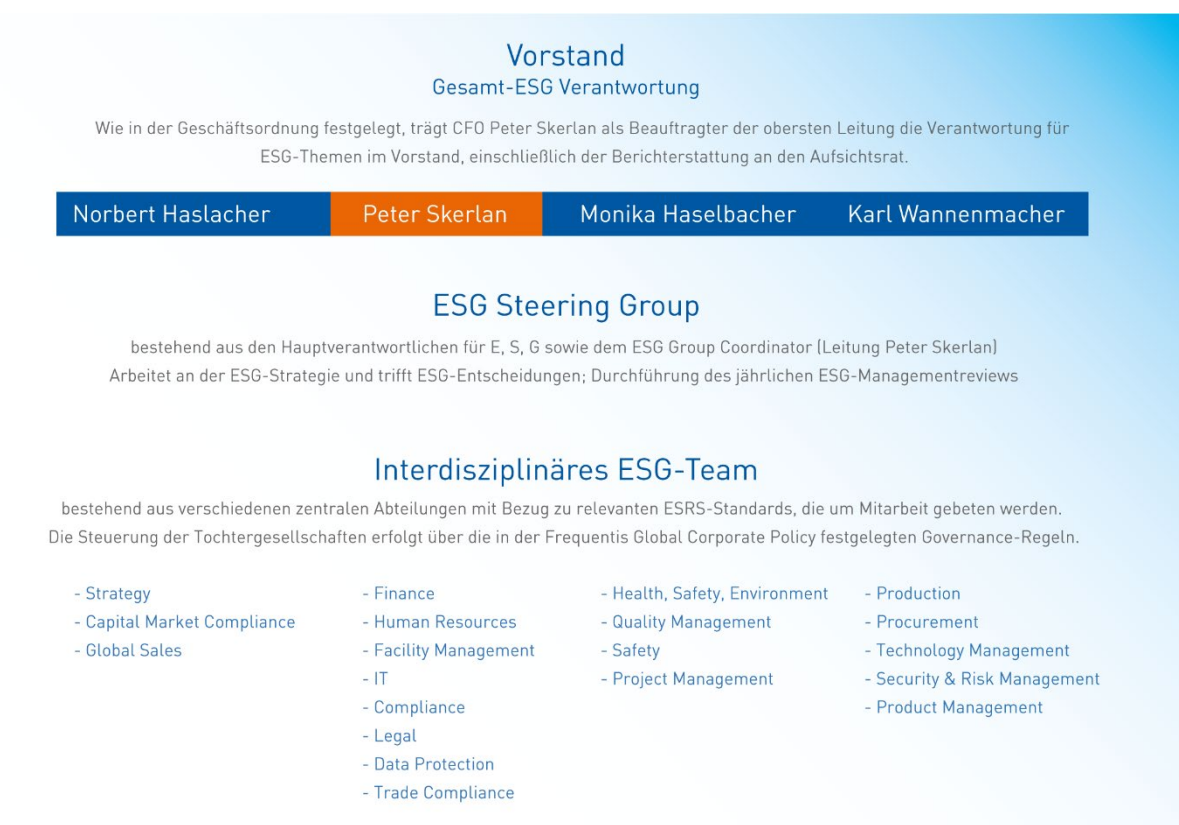 Vorstand
Gesamt-ESG Verantwortung
Wie in der Geschäftsordnung festgelegt, trägt CFO Peter Skerlan als Beauftragter der obersten Leitung die Verantwortung für
ESG-Themen im Vorstand, einschließlich der Berichterstattung an den Aufsichtsrat.
Norbert Haslacher
Peter Skerlan
Monika Haselbacher
Karl Wannenmacher
ESG Steering Group
bestehend aus den Hauptverantwortlichen für E, S, G sowie dem ESG Group Coordinator (Leitung Peter Skerlan)
Arbeitet an der ESG-Strategie und trifft ESG-Entscheidungen; Durchführung des jährlichen ESG-Managementreviews
Interdisziplinäres ESG-Team
bestehend aus verschiedenen zentralen Abteilungen mit Bezug zu relevanten ESRS-Standards, die um Mitarbeit gebeten werden.
Die Steuerung der Tochtergesellschaften erfolgt über die in der Frequentis Global Corporate Policy festgelegten Governance-Regeln.
- Strategy
- Capital Market Compliance
- Global Sales
- Finance
- Human Resources
- Facility Management
- IT
- Compliance
- Legal
- Data Protection
- Trade Compliance
- Health, Safety, Environment
- Quality Management
- Safety
- Project Management
- Production
- Procurement
- Technology Management
- Security & Risk Management
- Product Management